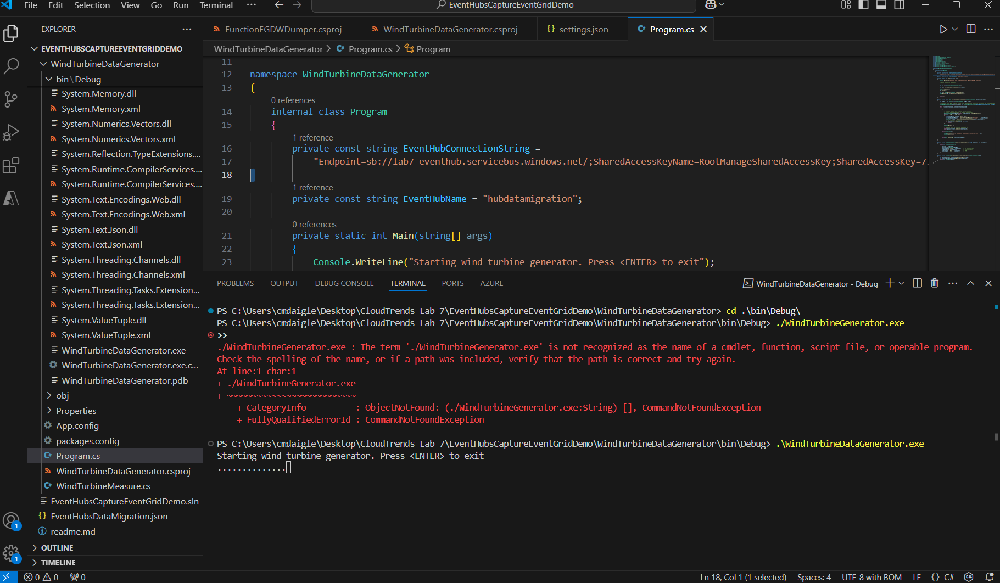 File Edit Selection View Go Run Terminal ··· EventHubsCaptureEventGridDemo
EXPLORER ···
EVENTHUBSCAPTUREEVENTGRIDDEMO
WindTurbineDataGenerator
bin\Debug
System.Memory.dll
System.Memory.xml
System.Numerics.Vectors.dll
System.Numerics.Vectors.xml
System.Reflection.TypeExtensions....
System.Runtime.CompilerServices....
System.Runtime.CompilerServices....
System.Text.Encodings.Web.dll
System.Text.Encodings.Web.xml
System.Text.Json.dll
System.Text.Json.xml
System.Threading.Channels.dll
System.Threading.Channels.xml
System.Threading.Tasks.Extension...
System.Threading.Tasks.Extension...
System.ValueTuple.dll
System.ValueTuple.xml
WindTurbineDataGenerator.exe
WindTurbineDataGenerator.exe.c...
WindTurbineDataGenerator.pdb
obj
Properties
App.config
packages.config
Program.cs
WindTurbineDataGenerator.csproj
WindTurbineMeasure.cs
EventHubsCaptureEventGridDemo.sln
EventHubsDataMigration.json
readme.md
OUTLINE
TIMELINE
1
1
FunctionEGDWDumper.csproj WindTurbineDataGenerator.csproj settings.json Program.cs
WindTurbineDataGenerator > Program.cs > Program
11
12 namespace WindTurbineDataGenerator
13 {
0 references
14 internal class Program
15 {
1 reference
16 private const string EventHubConnectionString =
17 "Endpoint=sb://lab7-eventhub.servicebus.windows.net/;SharedAccessKeyName=RootManageSharedAccessKey;SharedAccessKey=7
18
1 reference
19 private const string EventHubName = "hubdatamigration";
20
0 references
21 private static int Main(string[] args)
22 {
23 Console.WriteLine("Starting wind turbine generator. Press <ENTER> to exit");
PROBLEMS OUTPUT DEBUG CONSOLE TERMINAL PORTS AZURE WindTurbineDataGenerator - Debug
PS C:\Users\cmdaigle\Desktop\CloudTrends Lab 7\EventHubsCaptureEventGridDemo\WindTurbineDataGenerator> cd .\bin\Debug\
PS C:\Users\cmdaigle\Desktop\CloudTrends Lab 7\EventHubsCaptureEventGridDemo\WindTurbineDataGenerator\bin\Debug> ./WindTurbineGenerator.exe
>>
./WindTurbineGenerator.exe : The term './WindTurbineGenerator.exe' is not recognized as the name of a cmdlet, function, script file, or operable program.
Check the spelling of the name, or if a path was included, verify that the path is correct and try again.
At line:1 char:1
+ ./WindTurbineGenerator.exe
+ ~~~~~~~~~~~~~~~~~~~~~~~~~~
+ CategoryInfo : ObjectNotFound: (./WindTurbineGenerator.exe:String) [], CommandNotFoundException
+ FullyQualifiedErrorId : CommandNotFoundException
PS C:\Users\cmdaigle\Desktop\CloudTrends Lab 7\EventHubsCaptureEventGridDemo\WindTurbineDataGenerator\bin\Debug> .\WindTurbineDataGenerator.exe
Starting wind turbine generator. Press <ENTER> to exit
..............
0 0 0 Ln 18, Col 1 (1 selected) Spaces: 4 UTF-8 with BOM LF {} C#